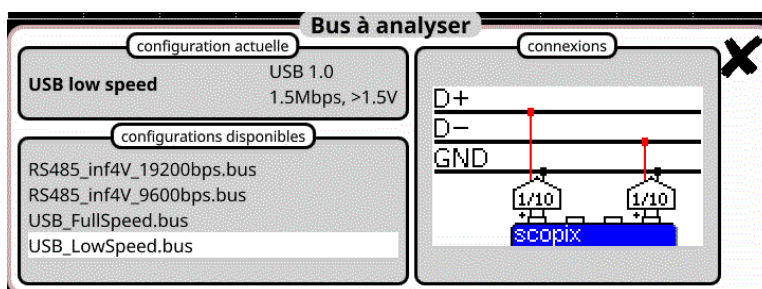 Bus à analyser
configuration actuelle
USB low speed
USB 1.0
1.5Mbps, >1.5V
configurations disponibles
RS485_inf4V_19200bps.bus
RS485_inf4V_9600bps.bus
USB_FullSpeed.bus
USB_LowSpeed.bus
connexions
D+
D-
GND
1/10
1/10
+
+
scopix